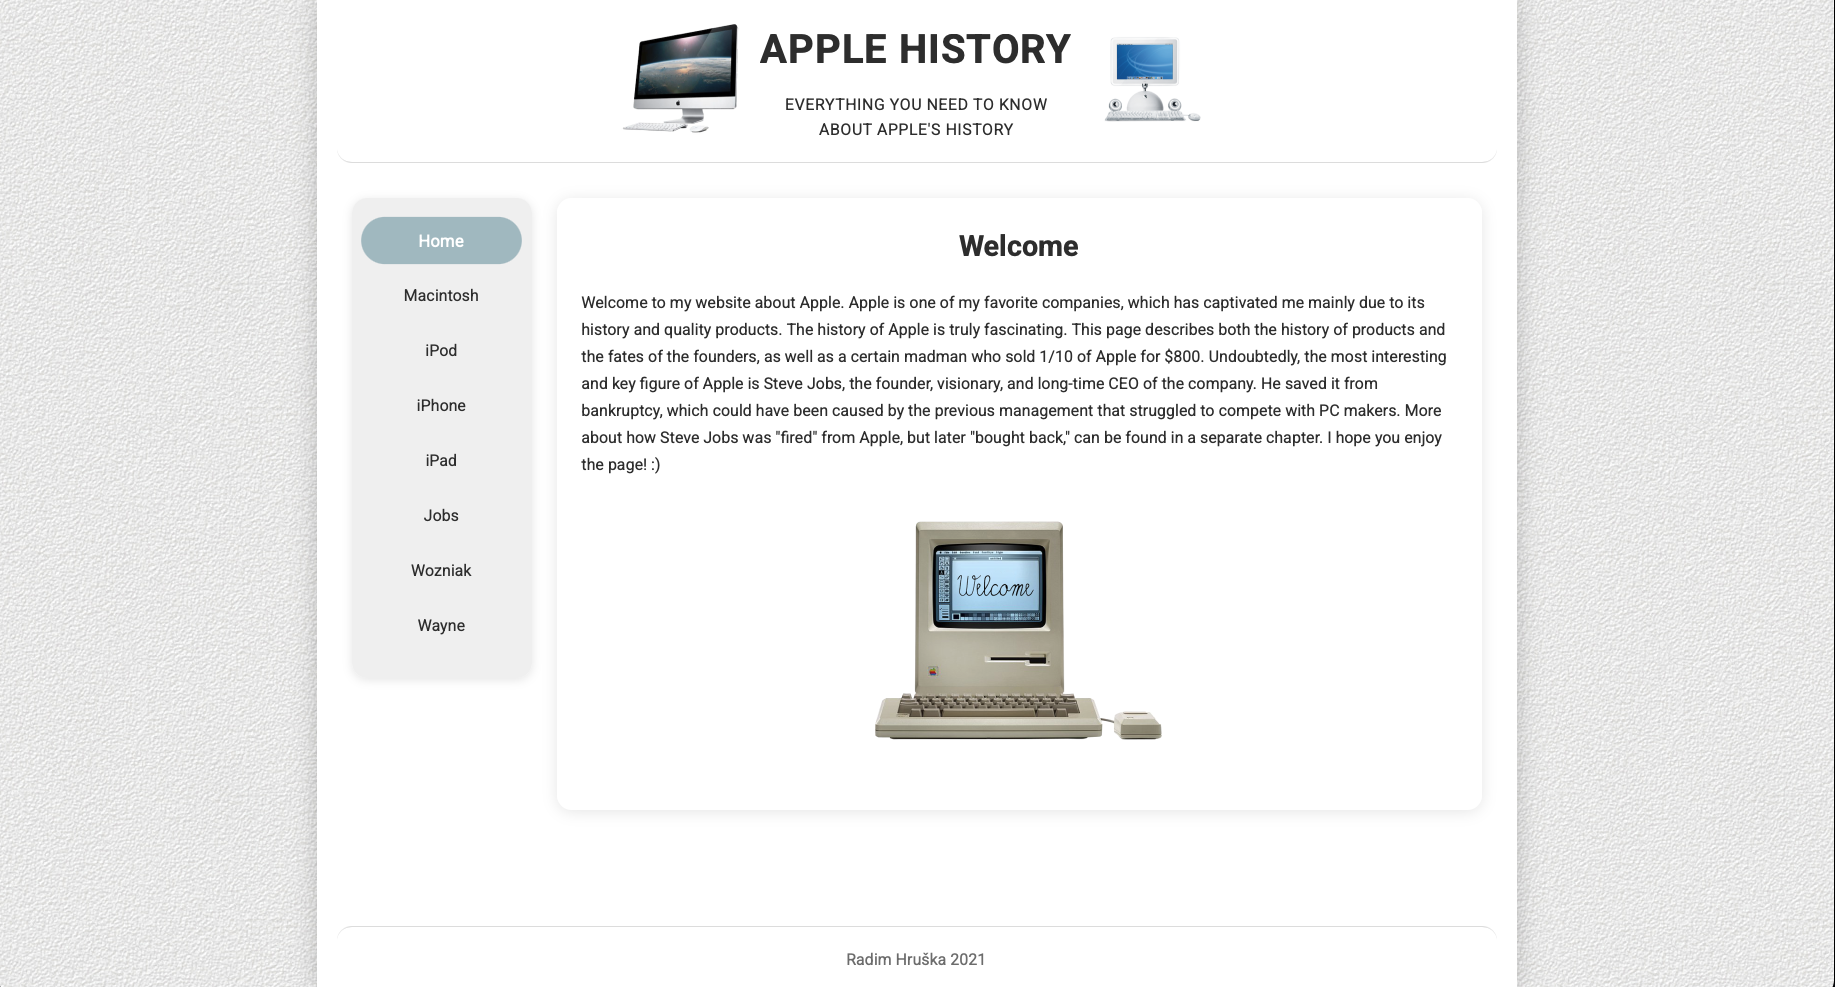 APPLE HISTORY
EVERYTHING YOU NEED TO KNOW
ABOUT APPLE'S HISTORY
Home
Macintosh
iPod
iPhone
iPad
Jobs
Wozniak
Wayne
Welcome
Welcome to my website about Apple. Apple is one of my favorite companies, which has captivated me mainly due to its
history and quality products. The history of Apple is truly fascinating. This page describes both the history of products and
the fates of the founders, as well as a certain madman who sold 1/10 of Apple for $800. Undoubtedly, the most interesting
and key figure of Apple is Steve Jobs, the founder, visionary, and long-time CEO of the company. He saved it from
bankruptcy, which could have been caused by the previous management that struggled to compete with PC makers. More
about how Steve Jobs was "fired" from Apple, but later "bought back," can be found in a separate chapter. I hope you enjoy
the page! :)
Welcome
Radim Hruška 2021